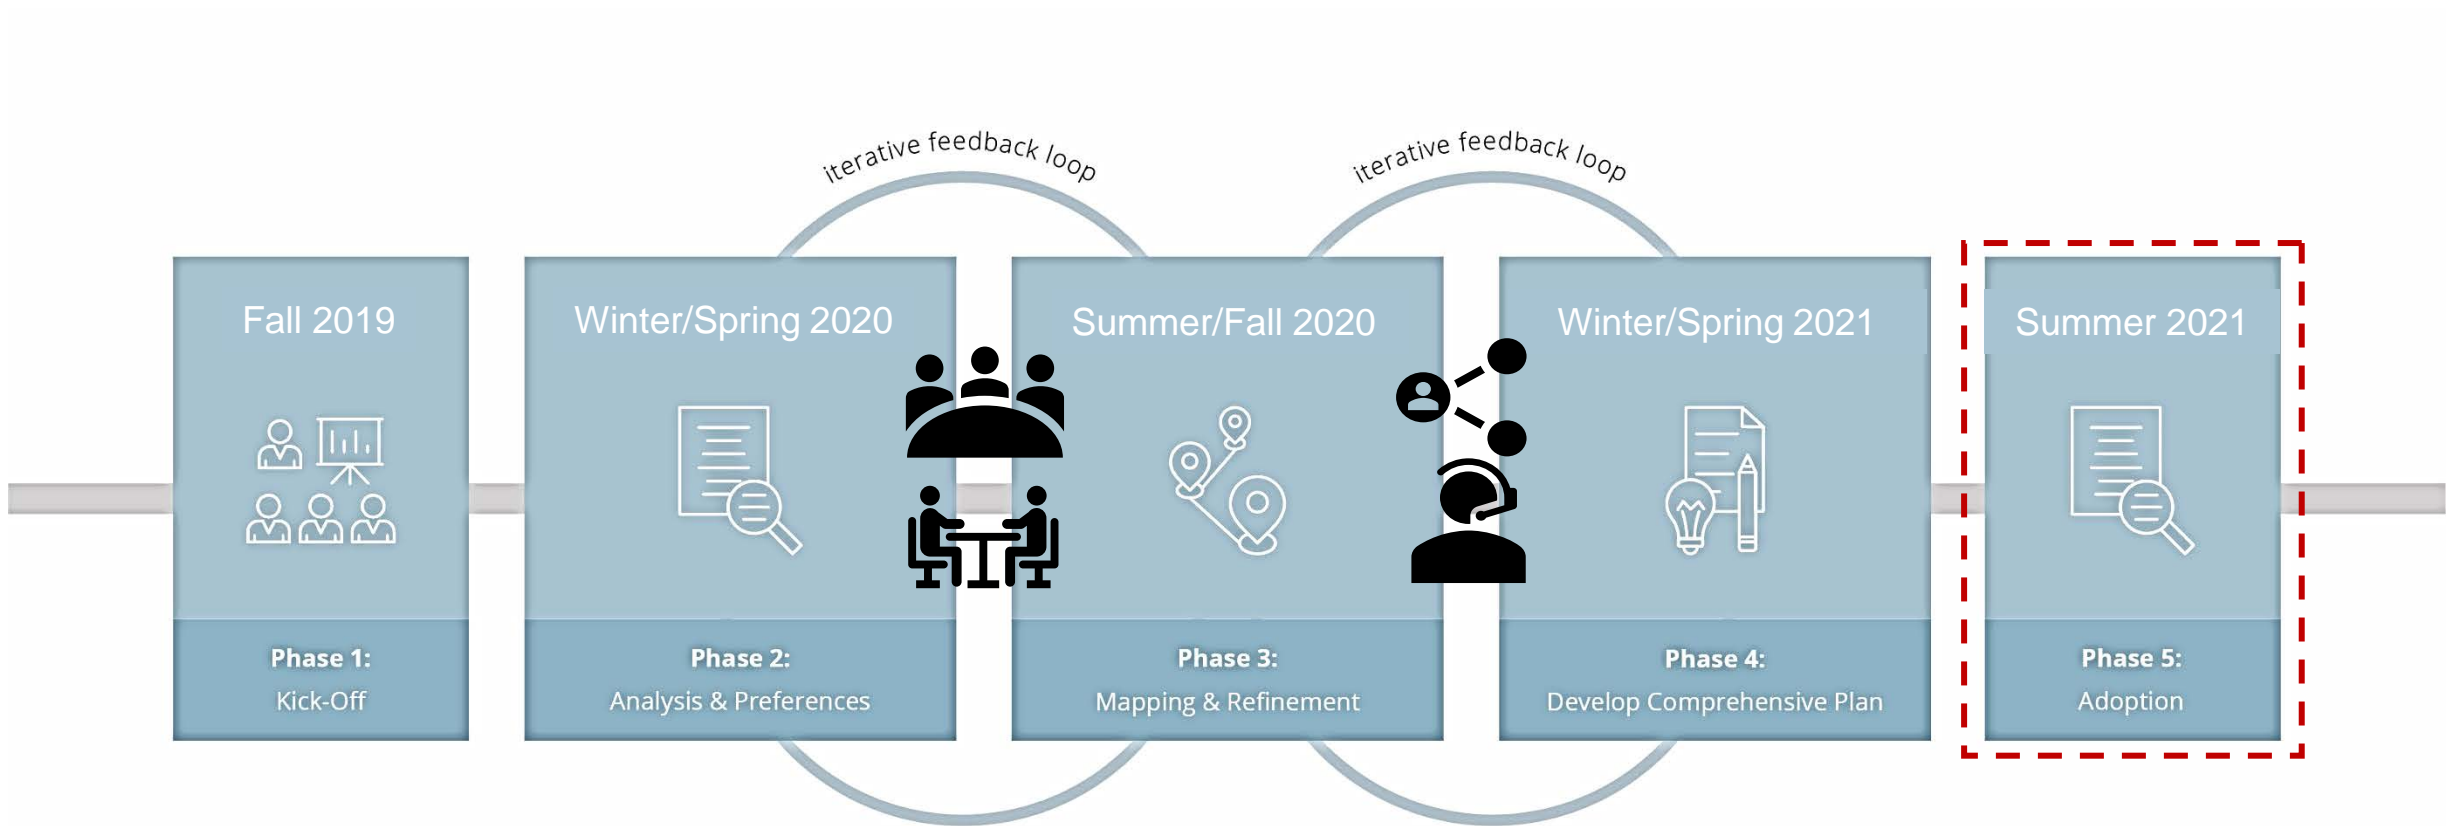 iterative feedback loop
iterative feedback loop
Fall 2019
Winter/Spring 2020
Summer/Fall 2020
Winter/Spring 2021
Summer 2021
Phase 1:
Kick-Off
Phase 2:
Analysis & Preferences
Phase 3:
Mapping & Refinement
Phase 4:
Develop Comprehensive Plan
Phase 5:
Adoption